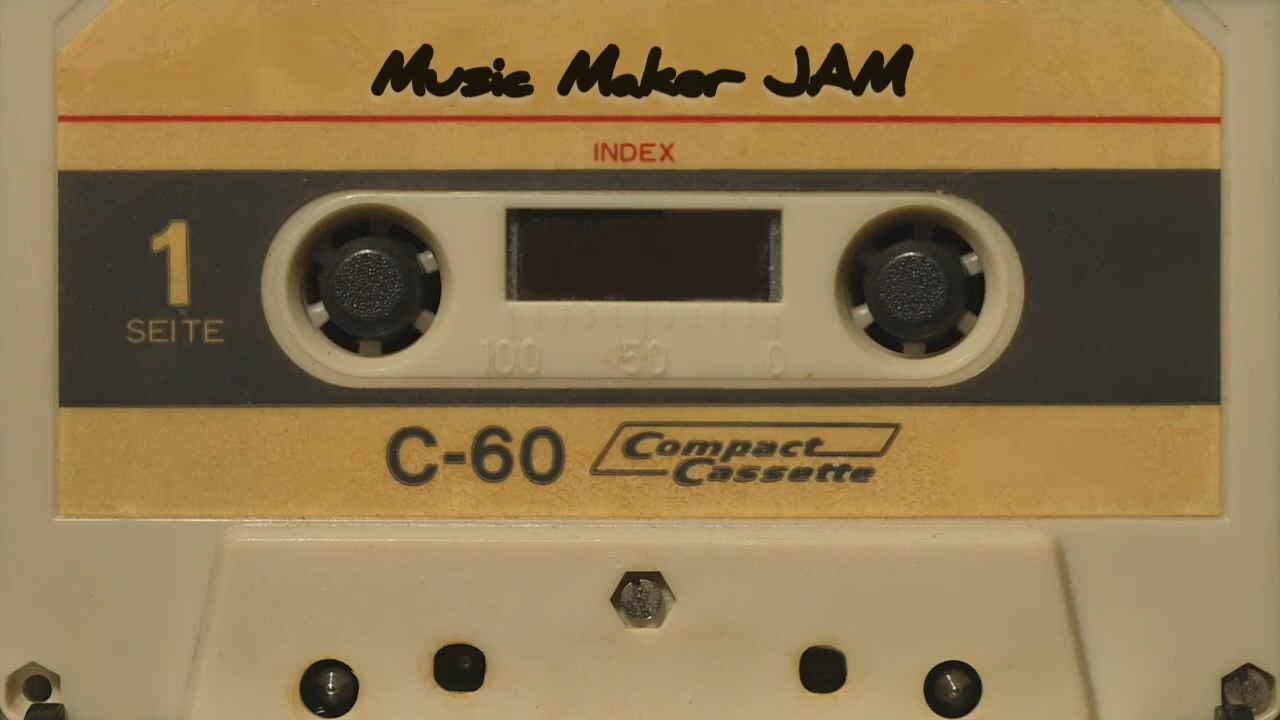 Music Maker JAM
INDEX
1
SEITE
100 50 0
C-60
Compact
Cassette